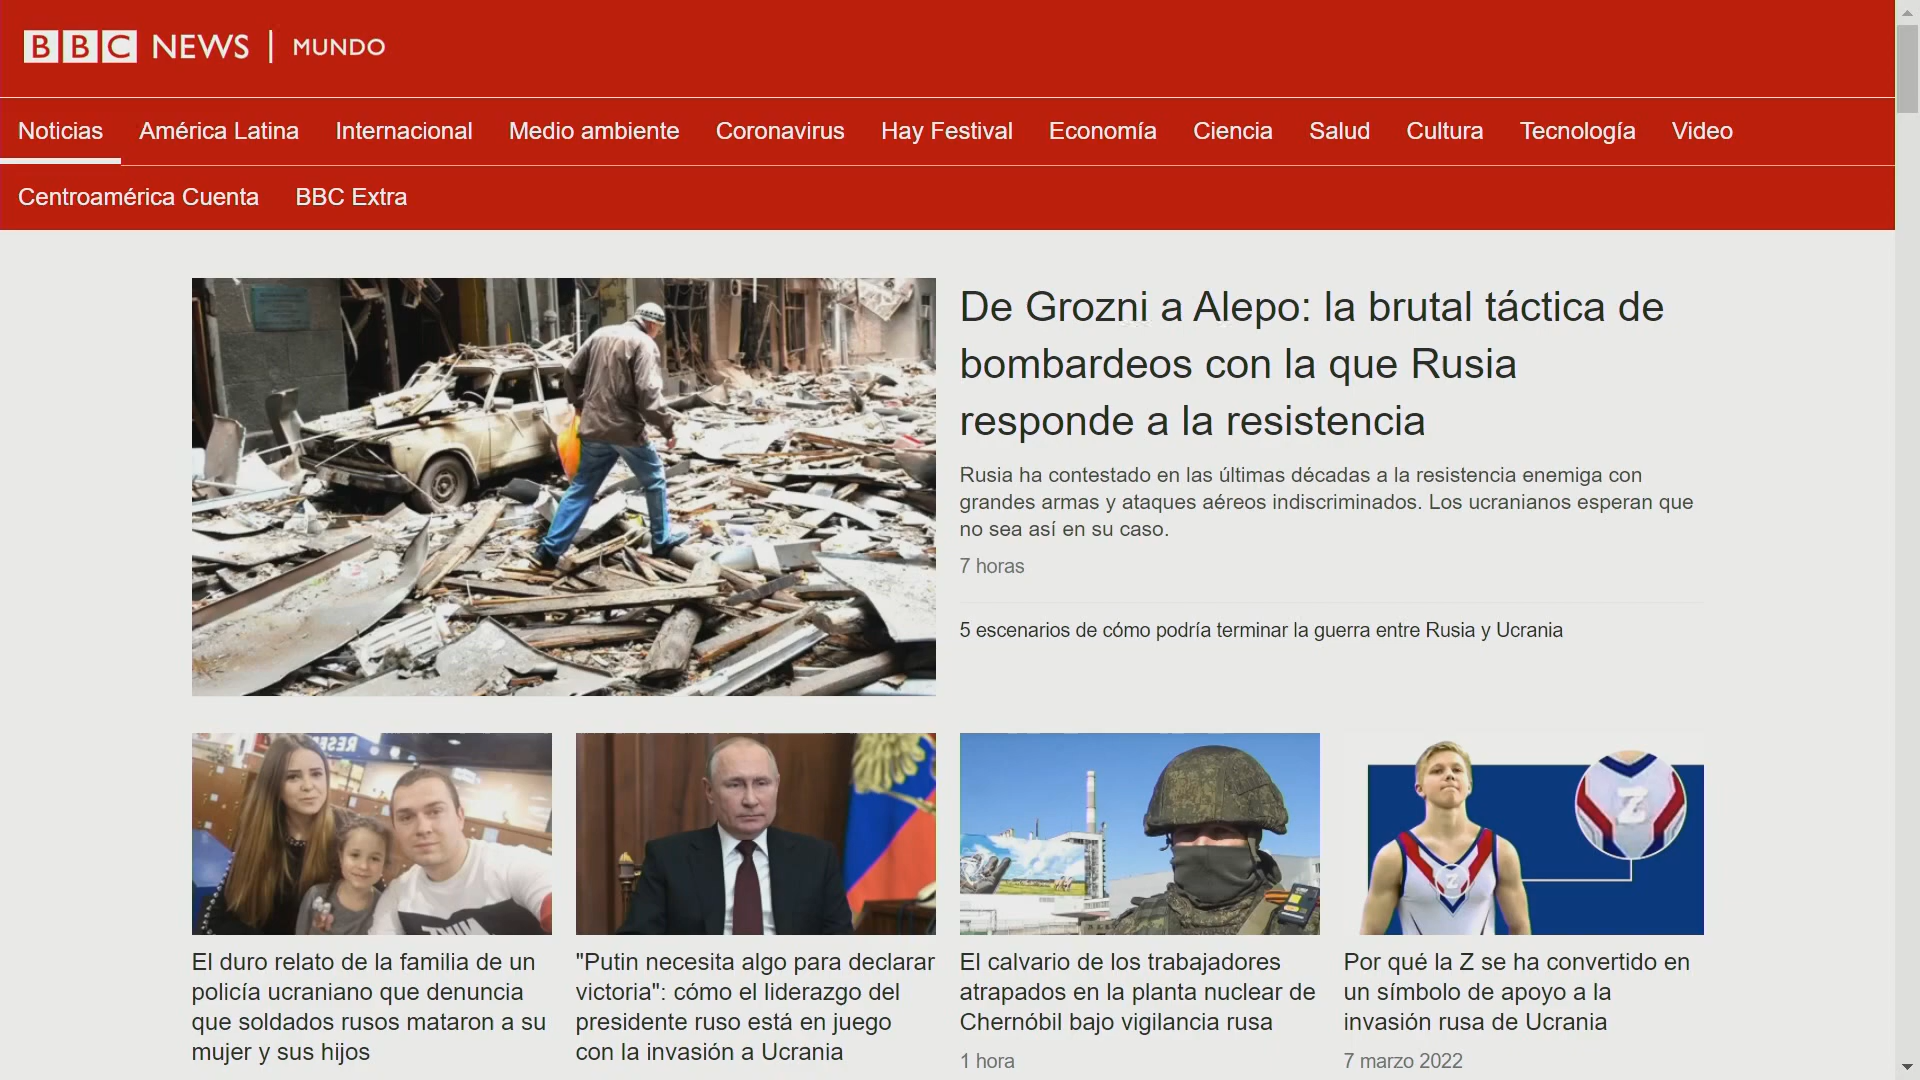 BBC NEWS | MUNDO
Noticias América Latina Internacional Medio ambiente Coronavirus Hay Festival Economía Ciencia Salud Cultura Tecnología Video
Centroamérica Cuenta BBC Extra
De Grozni a Alepo: la brutal táctica de
bombardeos con la que Rusia
responde a la resistencia
Rusia ha contestado en las últimas décadas a la resistencia enemiga con
grandes armas y ataques aéreos indiscriminados. Los ucranianos esperan que
no sea así en su caso.
7 horas
5 escenarios de cómo podría terminar la guerra entre Rusia y Ucrania
Z
Z
El duro relato de la familia de un
policía ucraniano que denuncia
que soldados rusos mataron a su
mujer y sus hijos
"Putin necesita algo para declarar
victoria": cómo el liderazgo del
presidente ruso está en juego
con la invasión a Ucrania
El calvario de los trabajadores
atrapados en la planta nuclear de
Chernóbil bajo vigilancia rusa
1 hora
Por qué la Z se ha convertido en
un símbolo de apoyo a la
invasión rusa de Ucrania
7 marzo 2022